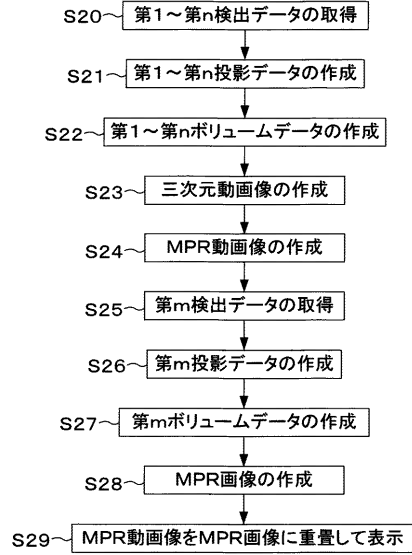 S20 第1～第n検出データの取得
S21 第1～第n投影データの作成
S22 第1～第nボリュームデータの作成
S23 三次元動画像の作成
S24 MPR動画像の作成
S25 第m検出データの取得
S26 第m投影データの作成
S27 第mボリュームデータの作成
S28 MPR画像の作成
S29 MPR動画像をMPR画像に重畳して表示